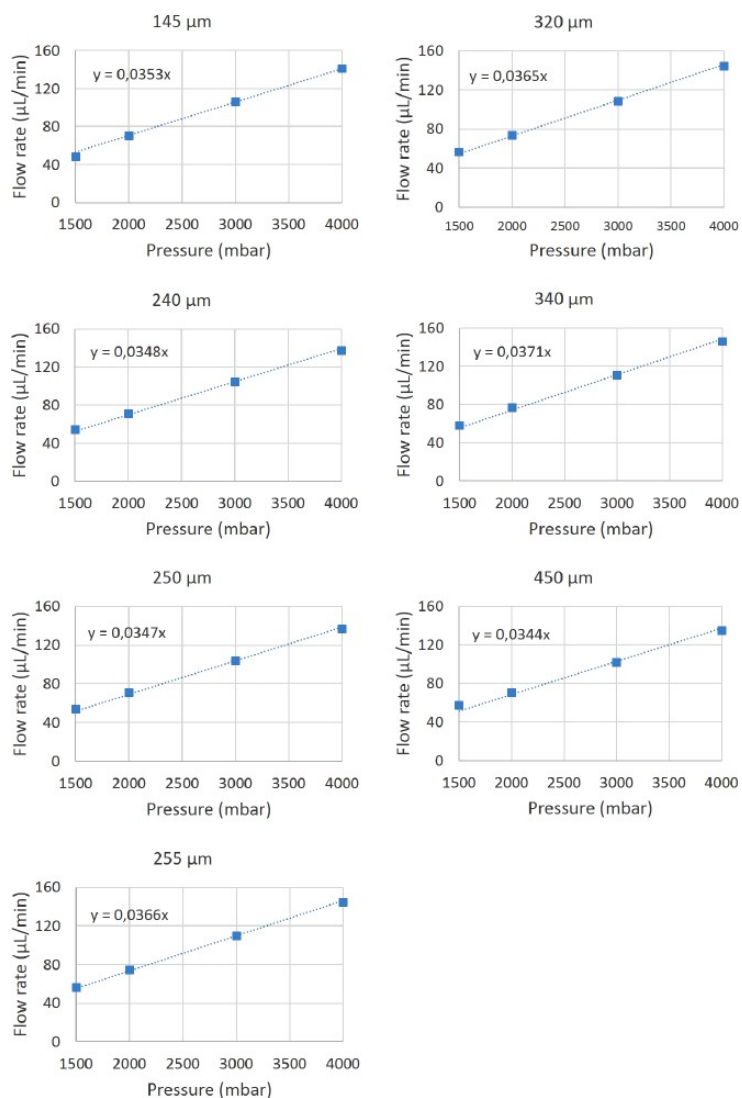 145 µm
160
120
80
40
0
y = 0,0353x
1500 2000 2500 3000 3500 4000
Pressure (mbar)
Flow rate (µL/min)
320 µm
160
120
80
40
0
y = 0,0365x
1500 2000 2500 3000 3500 4000
Pressure (mbar)
Flow rate (µL/min)
240 µm
160
120
80
40
0
y = 0,0348x
1500 2000 2500 3000 3500 4000
Pressure (mbar)
Flow rate (µL/min)
340 µm
160
120
80
40
0
y = 0,0371x
1500 2000 2500 3000 3500 4000
Pressure (mbar)
Flow rate (µL/min)
250 µm
160
120
80
40
0
y = 0,0347x
1500 2000 2500 3000 3500 4000
Pressure (mbar)
Flow rate (µL/min)
450 µm
160
120
80
40
0
y = 0,0344x
1500 2000 2500 3000 3500 4000
Pressure (mbar)
Flow rate (µL/min)
255 µm
160
120
80
40
0
y = 0,0366x
1500 2000 2500 3000 3500 4000
Pressure (mbar)
Flow rate (µL/min)